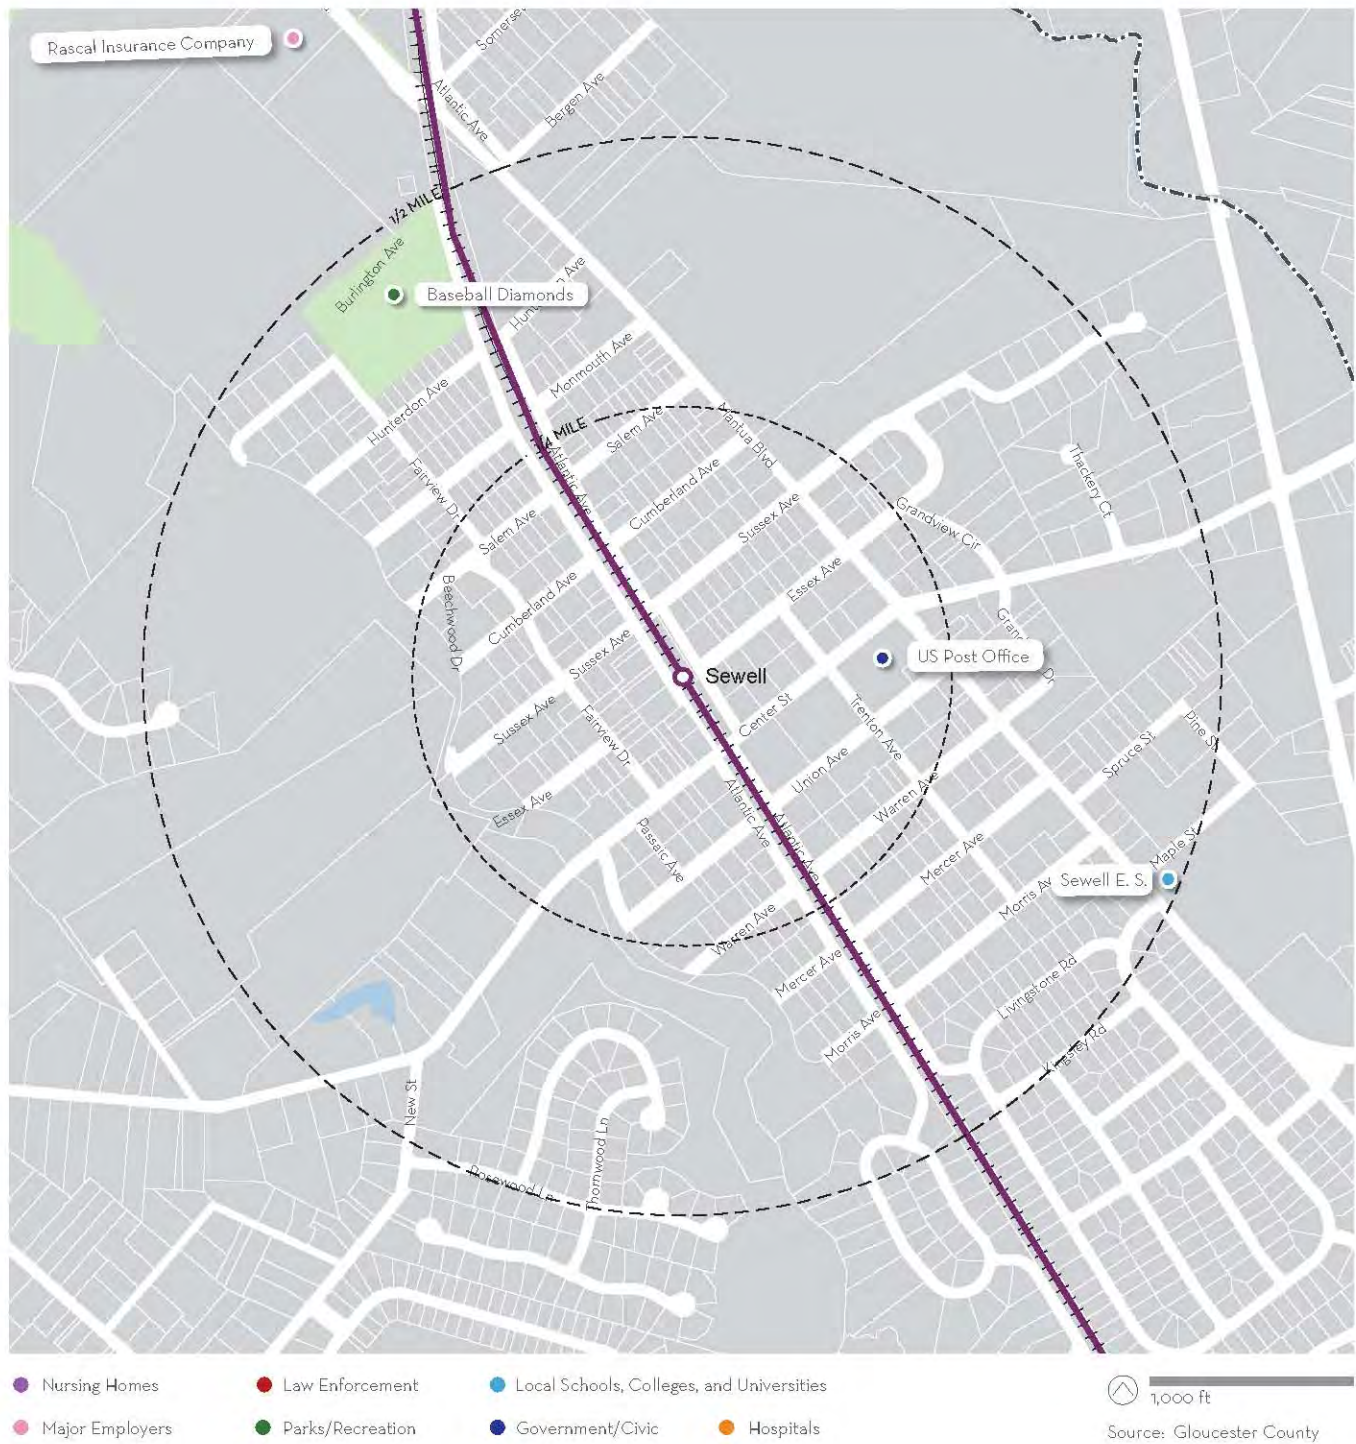 Rascal Insurance Company
Somerset
Atlantic Ave
Bergen Ave
1/2 MILE
Burlington Ave
Baseball Diamonds
Monmouth Ave
Hunterdon Ave
1/4 MILE
Salem Ave
Mantua Blvd
Atlantic Ave
Fairview Dr
Cumberland Ave
Sussex Ave
Thackery Ct
Grandview Cir
Salem Ave
Essex Ave
Beechwood Dr
Cumberland Ave
Sussex Ave
US Post Office
Sewell
Sussex Ave
Fairview Dr
Center St
Trenton Ave
Pine St
Spruce St
Union Ave
Warren Ave
Essex Ave
Atlantic Ave
Atlantic Ave
Passaic Ave
Mercer Ave
Maple St
Sewell E. S.
Morris Av
Warren Ave
Mercer Ave
Livingstone Rd
Morris Ave
Kingsley Rd
New St
Thornwood Ln
Rosewood Ln
Nursing Homes
Law Enforcement
Local Schools, Colleges, and Universities
Major Employers
Parks/Recreation
Government/Civic
Hospitals
1,000 ft
Source: Gloucester County